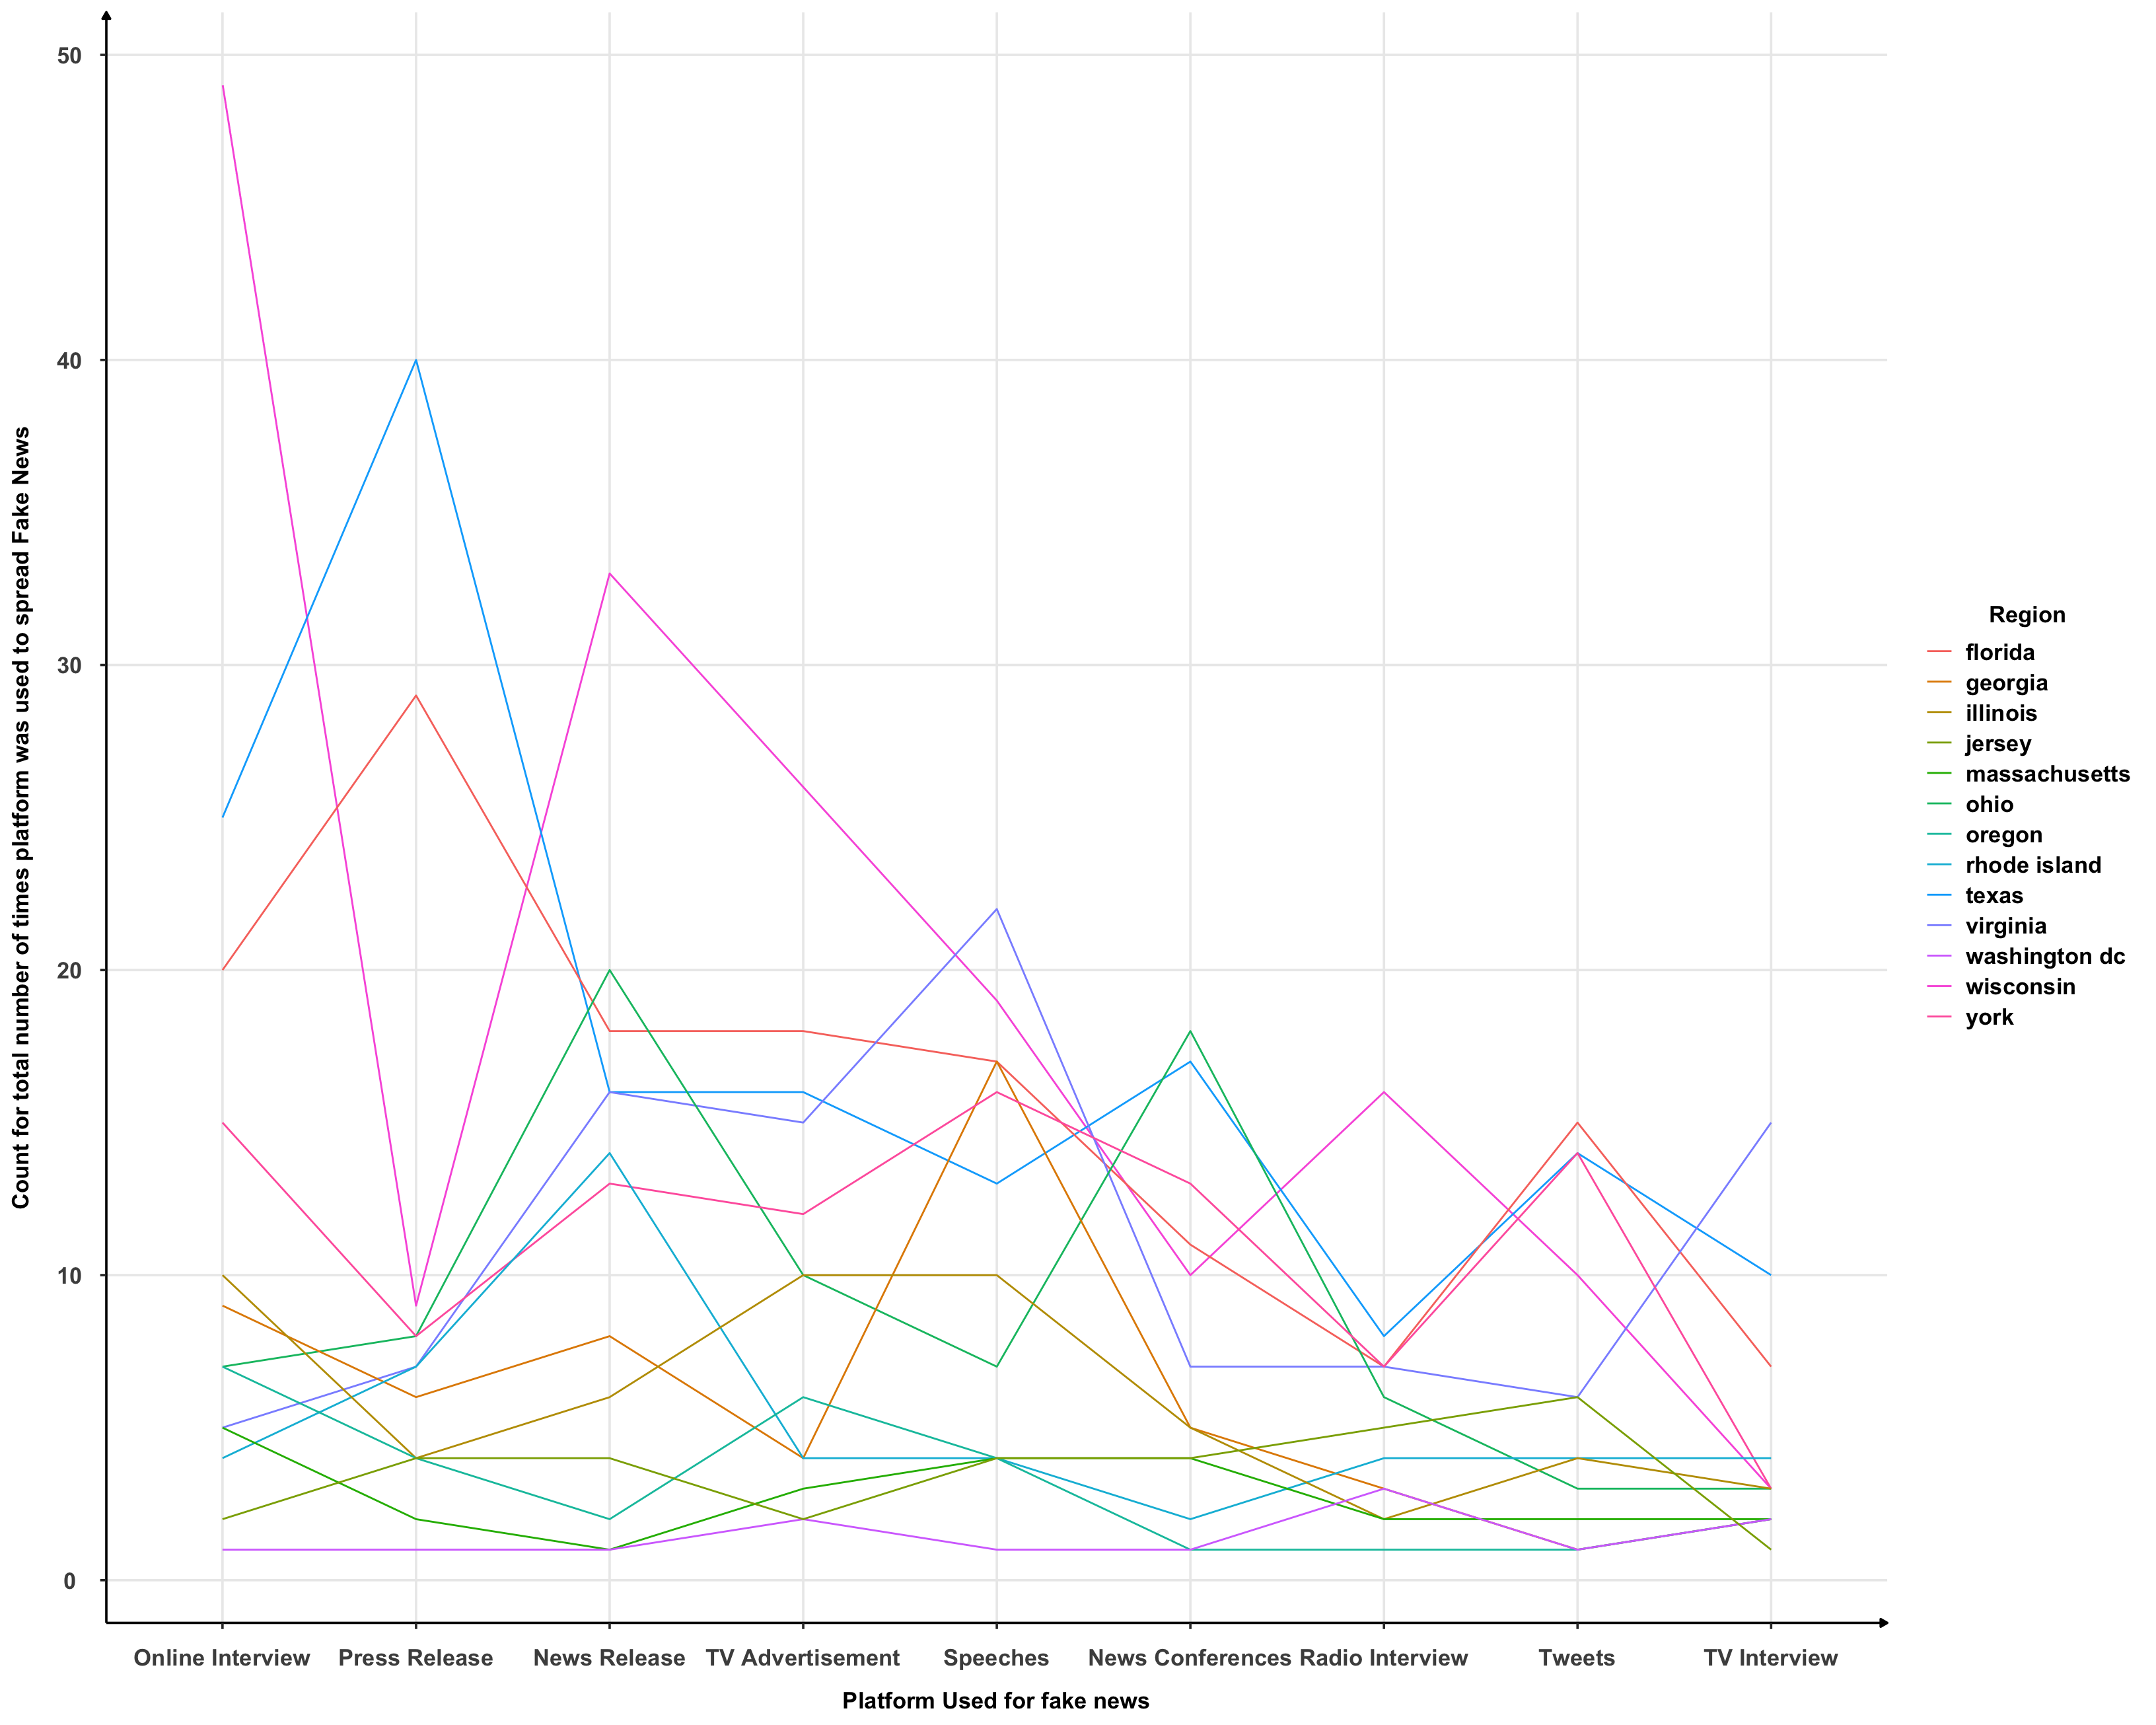 Count for total number of times platform was used to spread Fake News
50
40
30
20
10
0
Online Interview Press Release News Release TV Advertisement Speeches News Conferences Radio Interview Tweets TV Interview
Platform Used for fake news
Region
florida
georgia
illinois
jersey
massachusetts
ohio
oregon
rhode island
texas
virginia
washington dc
wisconsin
york